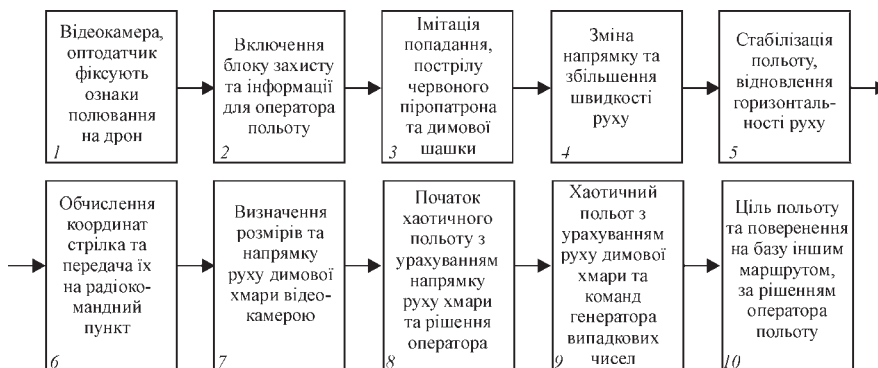 Відеокамера,
оптодатчик
фіксують
ознаки
полювання
на дрон
1
Включення
блоку захисту
та інформації
для оператора
польоту
2
Імітація
попадання,
пострілу
червоного
піропатрона
та димової
шашки
3
Зміна
напрямку та
збільшення
швидкості
руху
4
Стабілізація
польоту,
відновлення
горизонталь-
ності руху
5
Обчислення
координат
стрілка та
передача їх
на радіоко-
мандний
пункт
6
Визначення
розмірів та
напрямку
руху димової
хмари відео-
камерою
7
Початок
хаотичного
польоту з
урахуванням
напрямку
руху хмари
та рішення
оператора
8
Хаотичний
польот з
урахуванням
руху димової
хмари та
команд
генератора
випадкових
чисел
9
Ціль польоту
та поверенення
на базу іншим
маршрутом,
за рішенням
оператора
польоту
10